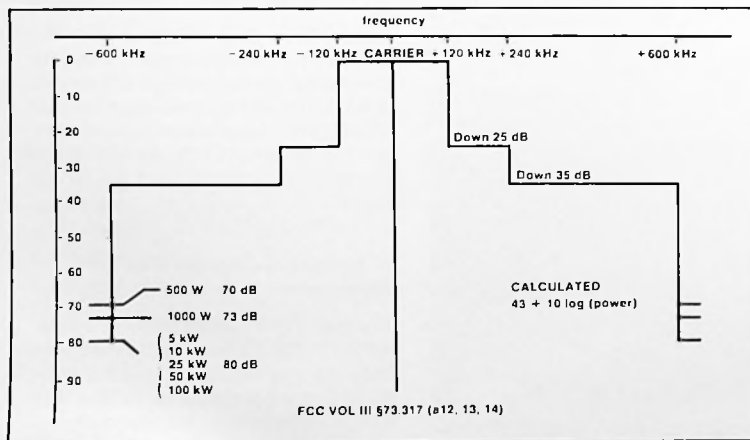 frequency
−600 kHz −240 kHz −120 kHz CARRIER +120 kHz +240 kHz +600 kHz
0
- 10
- 20
Down 25 dB
- 30
Down 35 dB
- 40
- 50
- 60
500 W 70 dB
CALCULATED
43 + 10 log (power)
- 70
1000 W 73 dB
- 80
5 kW
10 kW
25 kW 80 dB
50 kW
100 kW
- 90
FCC VOL III §73.317 (a12, 13, 14)